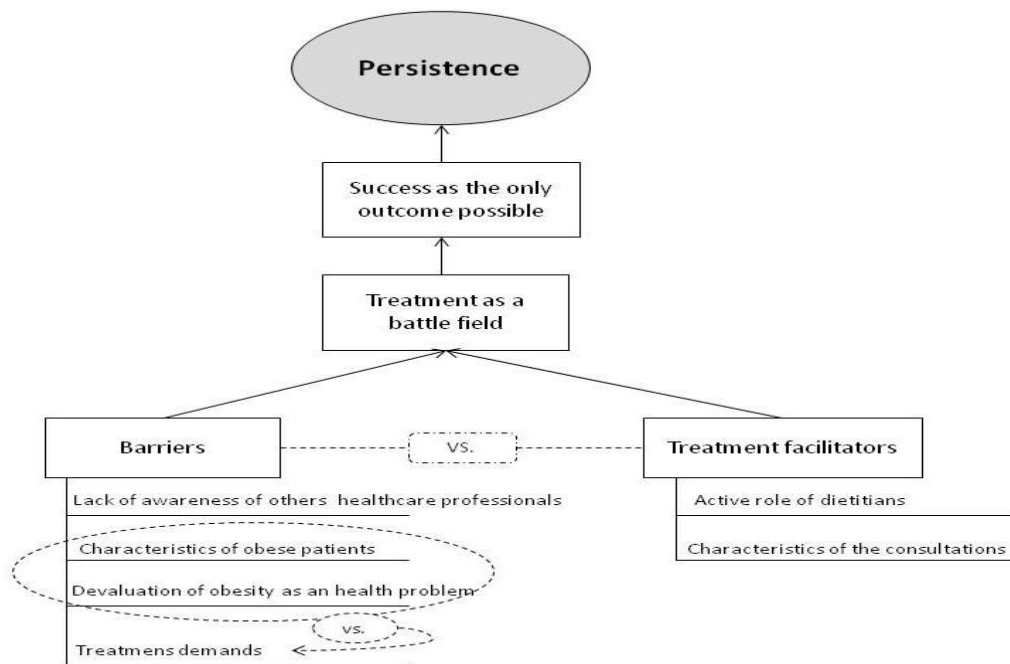 Persistence
Success as the only
outcome possible
Treatment as a
battle field
Barriers
VS.
Treatment facilitators
Lack of awareness of others healthcare professionals
Active role of dietitians
Characteristics of obese patients
Characteristics of the consultations
Devaluation of obesity as an health problem
vs.
Treatmens demands